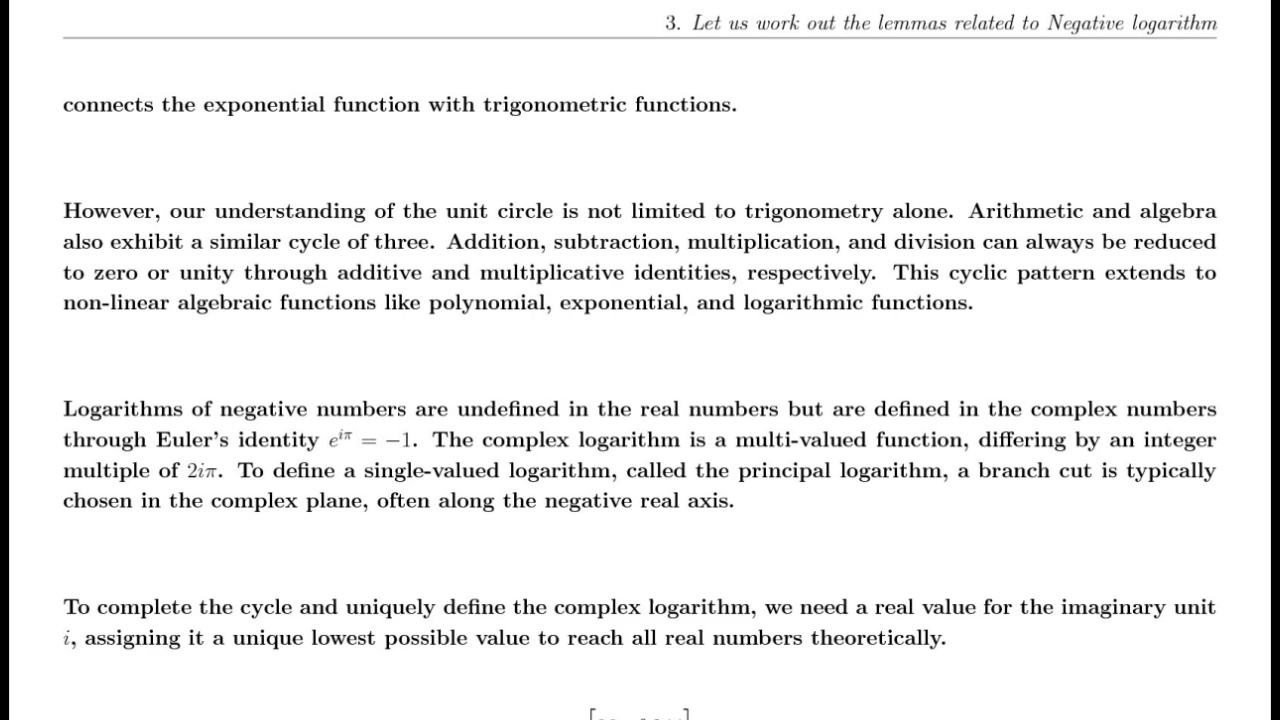 3. Let us work out the lemmas related to Negative logarithm
connects the exponential function with trigonometric functions.
However, our understanding of the unit circle is not limited to trigonometry alone. Arithmetic and algebra
also exhibit a similar cycle of three. Addition, subtraction, multiplication, and division can always be reduced
to zero or unity through additive and multiplicative identities, respectively. This cyclic pattern extends to
non-linear algebraic functions like polynomial, exponential, and logarithmic functions.
Logarithms of negative numbers are undefined in the real numbers but are defined in the complex numbers
through Euler's identity e^{iπ} = −1. The complex logarithm is a multi-valued function, differing by an integer
multiple of 2iπ. To define a single-valued logarithm, called the principal logarithm, a branch cut is typically
chosen in the complex plane, often along the negative real axis.
To complete the cycle and uniquely define the complex logarithm, we need a real value for the imaginary unit
i, assigning it a unique lowest possible value to reach all real numbers theoretically.